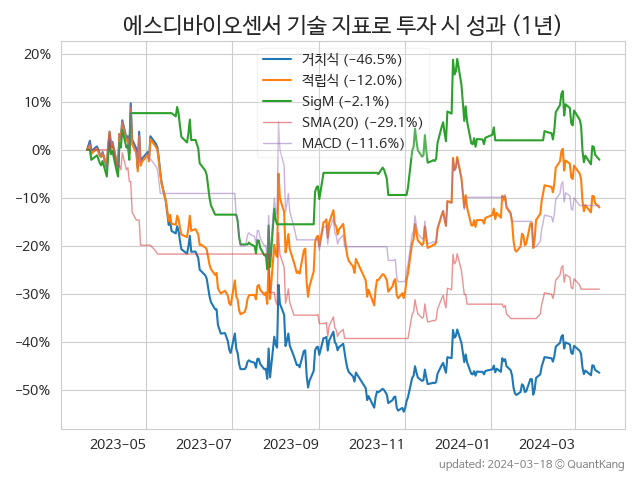 에스디바이오센서 기술 지표로 투자 시 성과 (1년)
거치식 (−46.5%)
적립식 (−12.0%)
SigM (−2.1%)
SMA(20) (−29.1%)
MACD (−11.6%)
20%
10%
0%
−10%
−20%
−30%
−40%
−50%
2023-05 2023-07 2023-09 2023-11 2024-01 2024-03
updated: 2024-03-18 © QuantKang